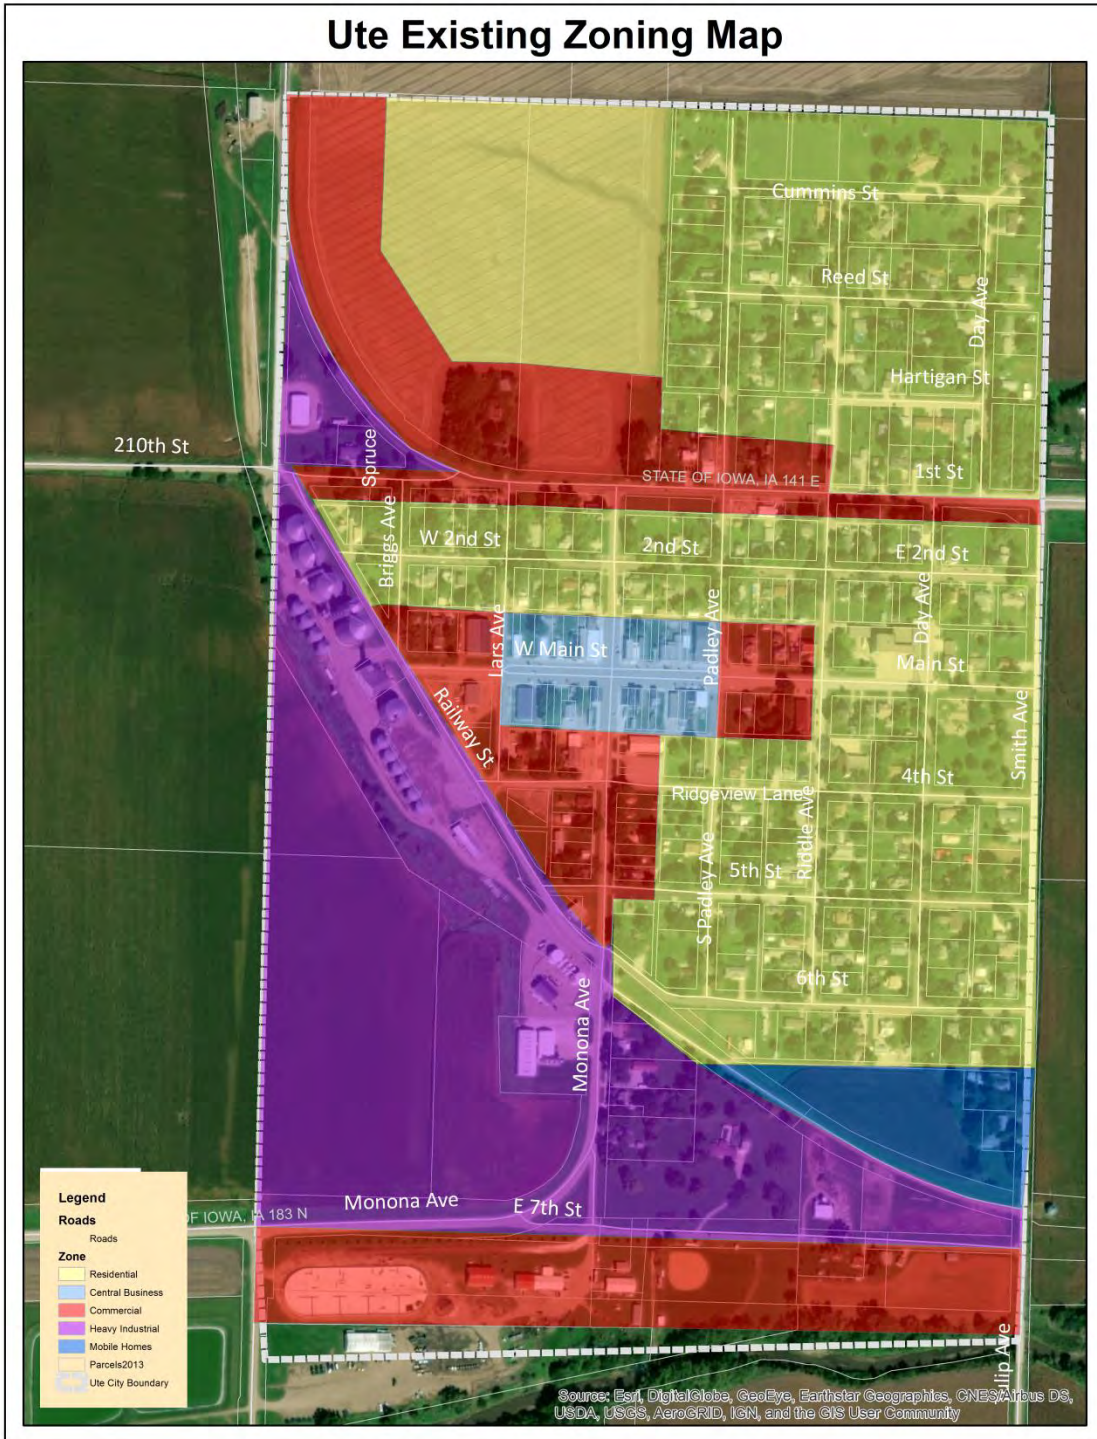 Ute Existing Zoning Map
Cummins St
Reed St
Day Ave
Hartigan St
210th St
Spruce
1st St
STATE OF IOWA, IA 141 E
Briggs Ave
W 2nd St
2nd St
E 2nd St
Day Ave
Lars Ave
W Main St
Padley Ave
Main St
Railway St
Smith Ave
4th St
Ridgeview Lane
Riddle Ave
S Padley Ave
5th St
6th St
Monona Ave
Monona Ave
E 7th St
OF IOWA, IA 183 N
Legend
Roads
Roads
Zone
Residential
Central Business
Commercial
Heavy Industrial
Mobile Homes
Parcels2013
Ute City Boundary
Ave
Source: Esri, DigitalGlobe, GeoEye, Earthstar Geographics, CNES/Airbus DS,
USDA, USGS, AeroGRID, IGN, and the GIS User Community